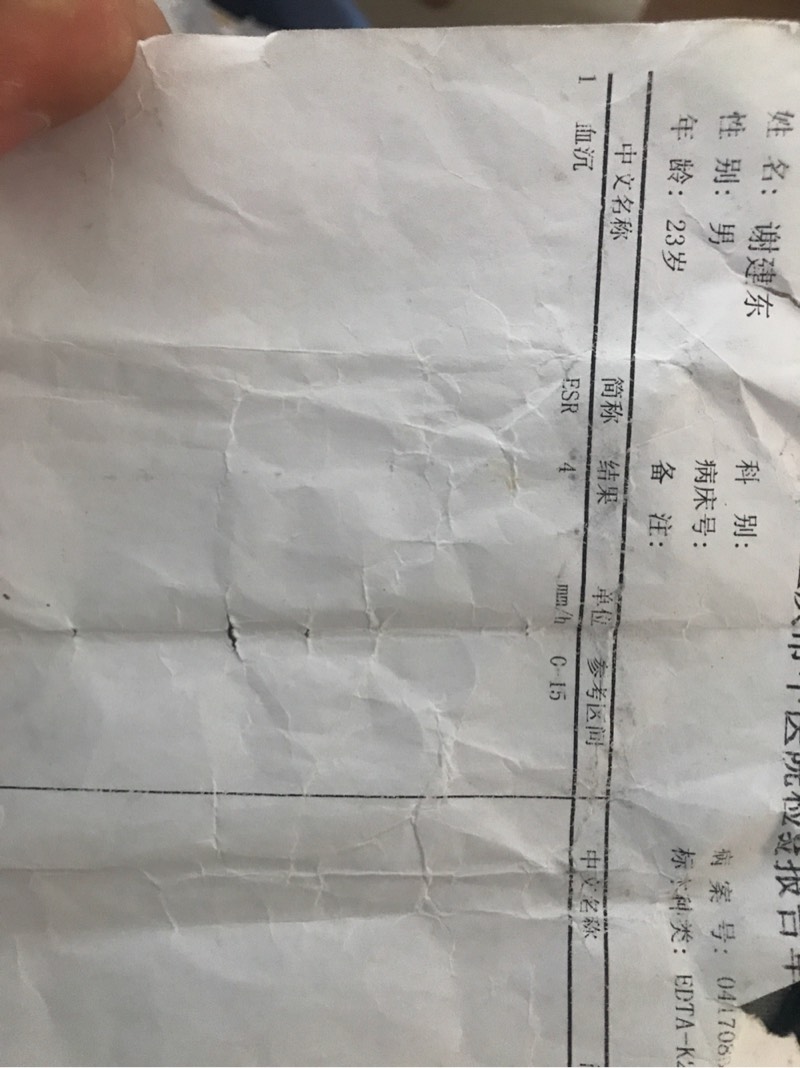 中医院检验报告单
姓 名: 谢建东 科 别: 病 案 号: 041708
性 别: 男 病床号: 标本种类: EDTA-K2
年 龄: 23岁 备 注:
中文名称 简称 结果 单位 参考区间 中文名称
1 血沉 ESR 4 mm/h 0-15